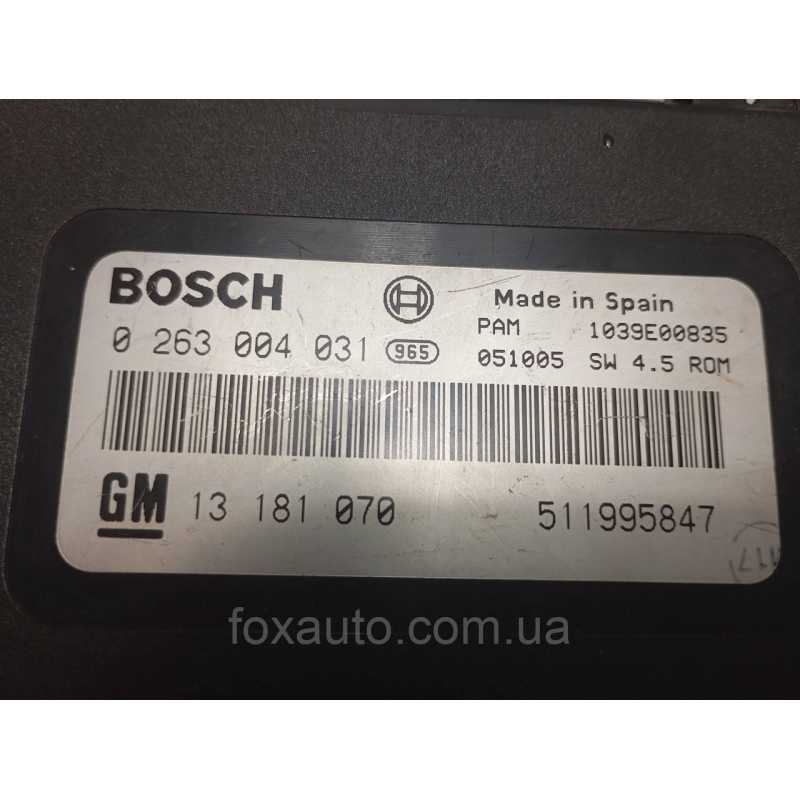 BOSCH
Made in Spain
PAM 1039E00835
0 263 004 031 965
051005 SW 4.5 ROM
GM 13 181 070 511995847
117
foxauto.com.ua